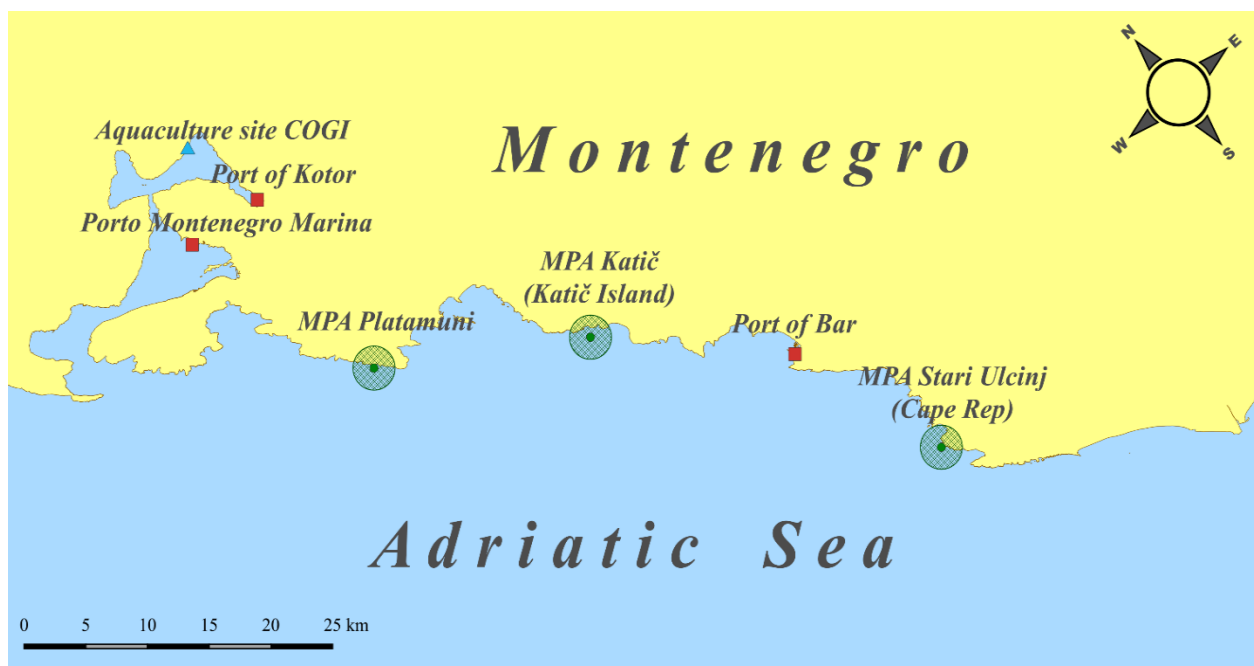 N
E
W
S
Aquaculture site COGI
Montenegro
Port of Kotor
Porto Montenegro Marina
MPA Katič
(Katič Island)
MPA Platamuni
Port of Bar
MPA Stari Ulcinj
(Cape Rep)
Adriatic Sea
0 5 10 15 20 25 km